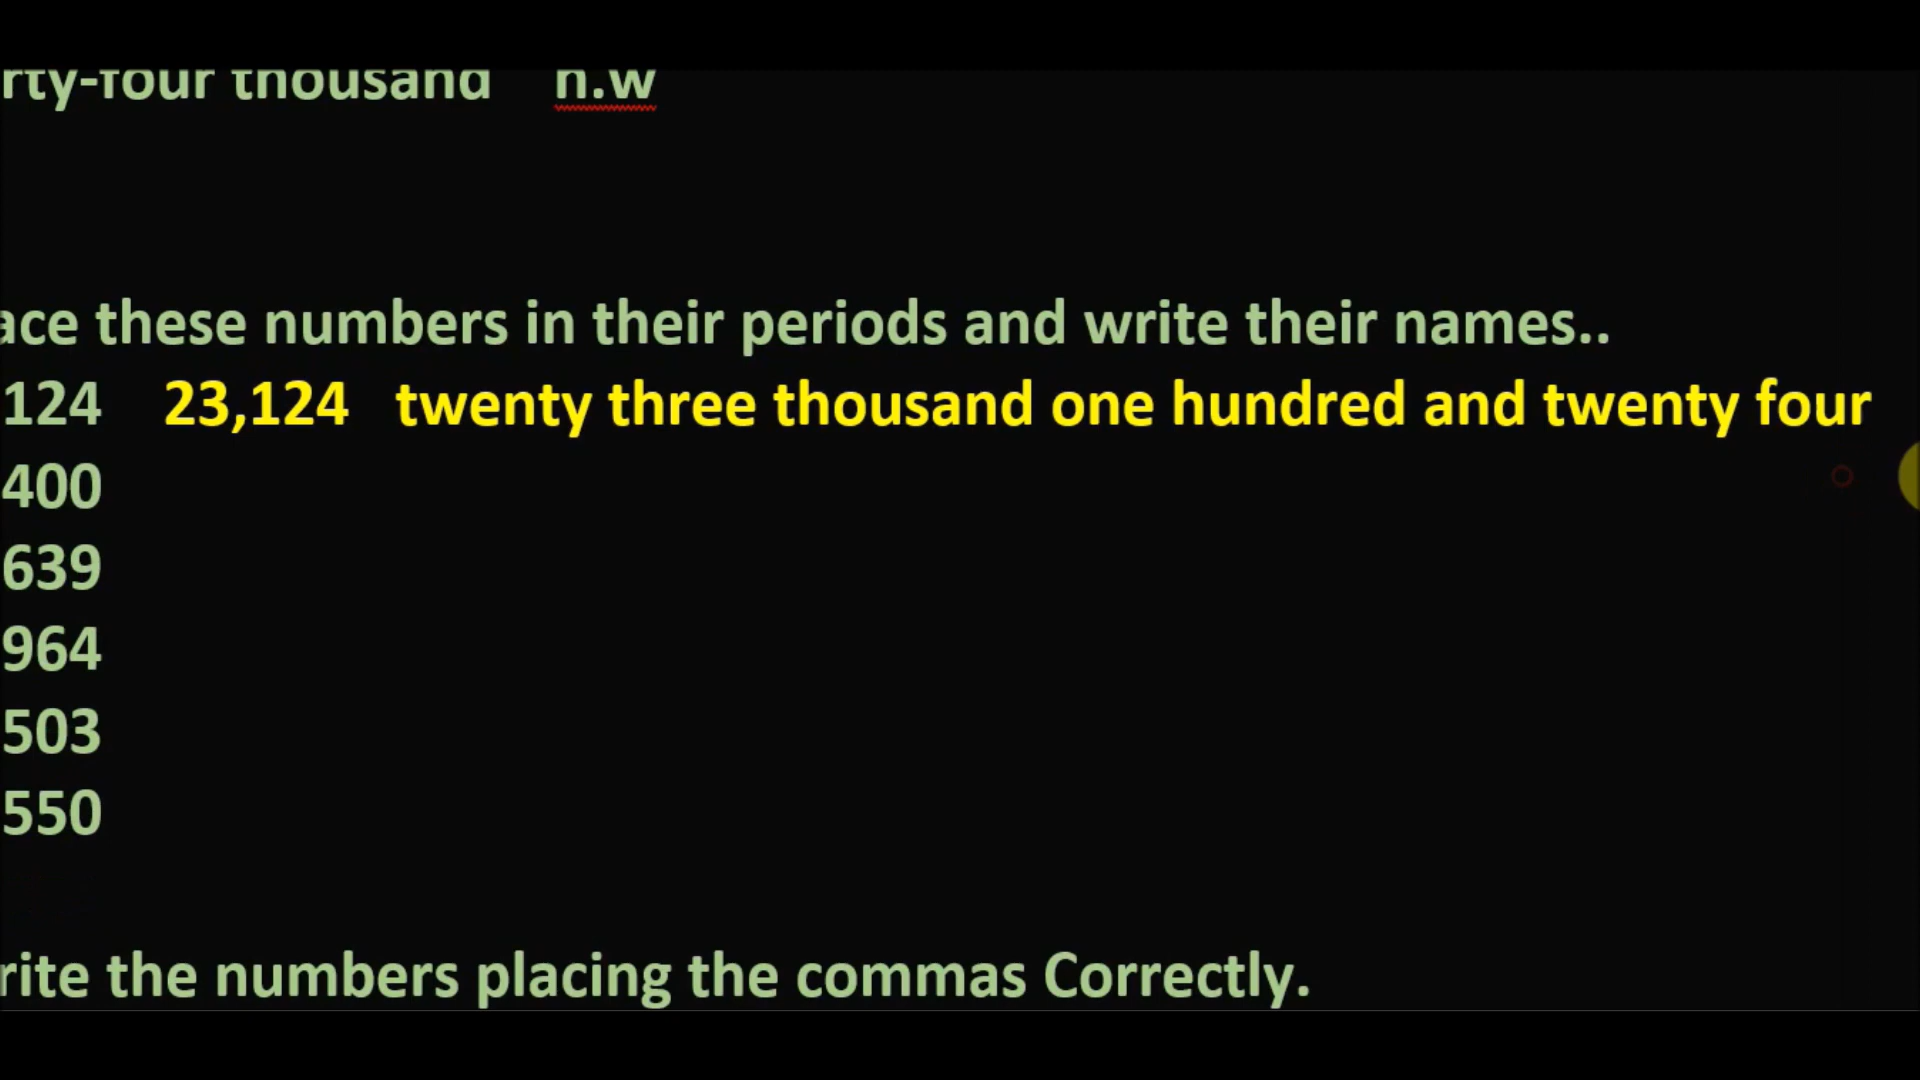 rty-four thousand h.w
ace these numbers in their periods and write their names..
124 23,124 twenty three thousand one hundred and twenty four
400
639
964
503
550
rite the numbers placing the commas Correctly.